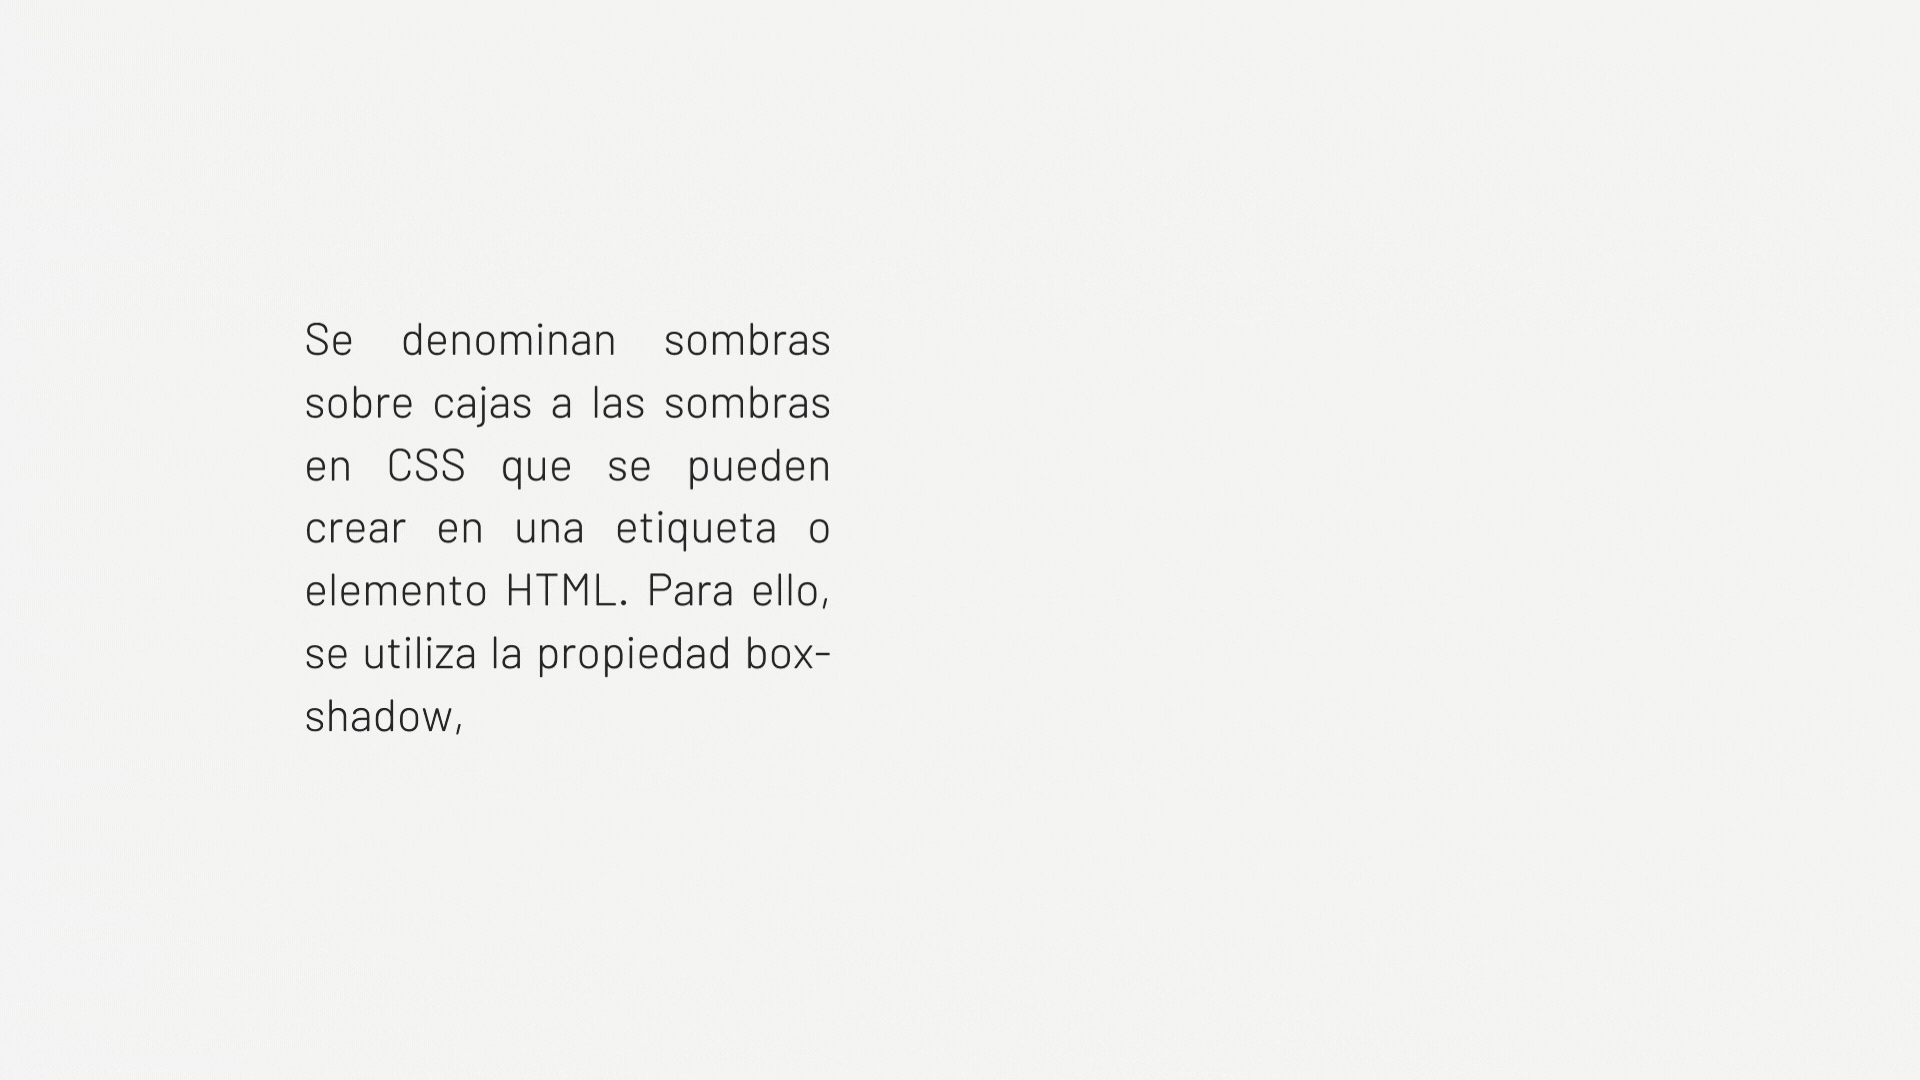 Se denominan sombras
sobre cajas a las sombras
en CSS que se pueden
crear en una etiqueta o
elemento HTML. Para ello,
se utiliza la propiedad box-
shadow,